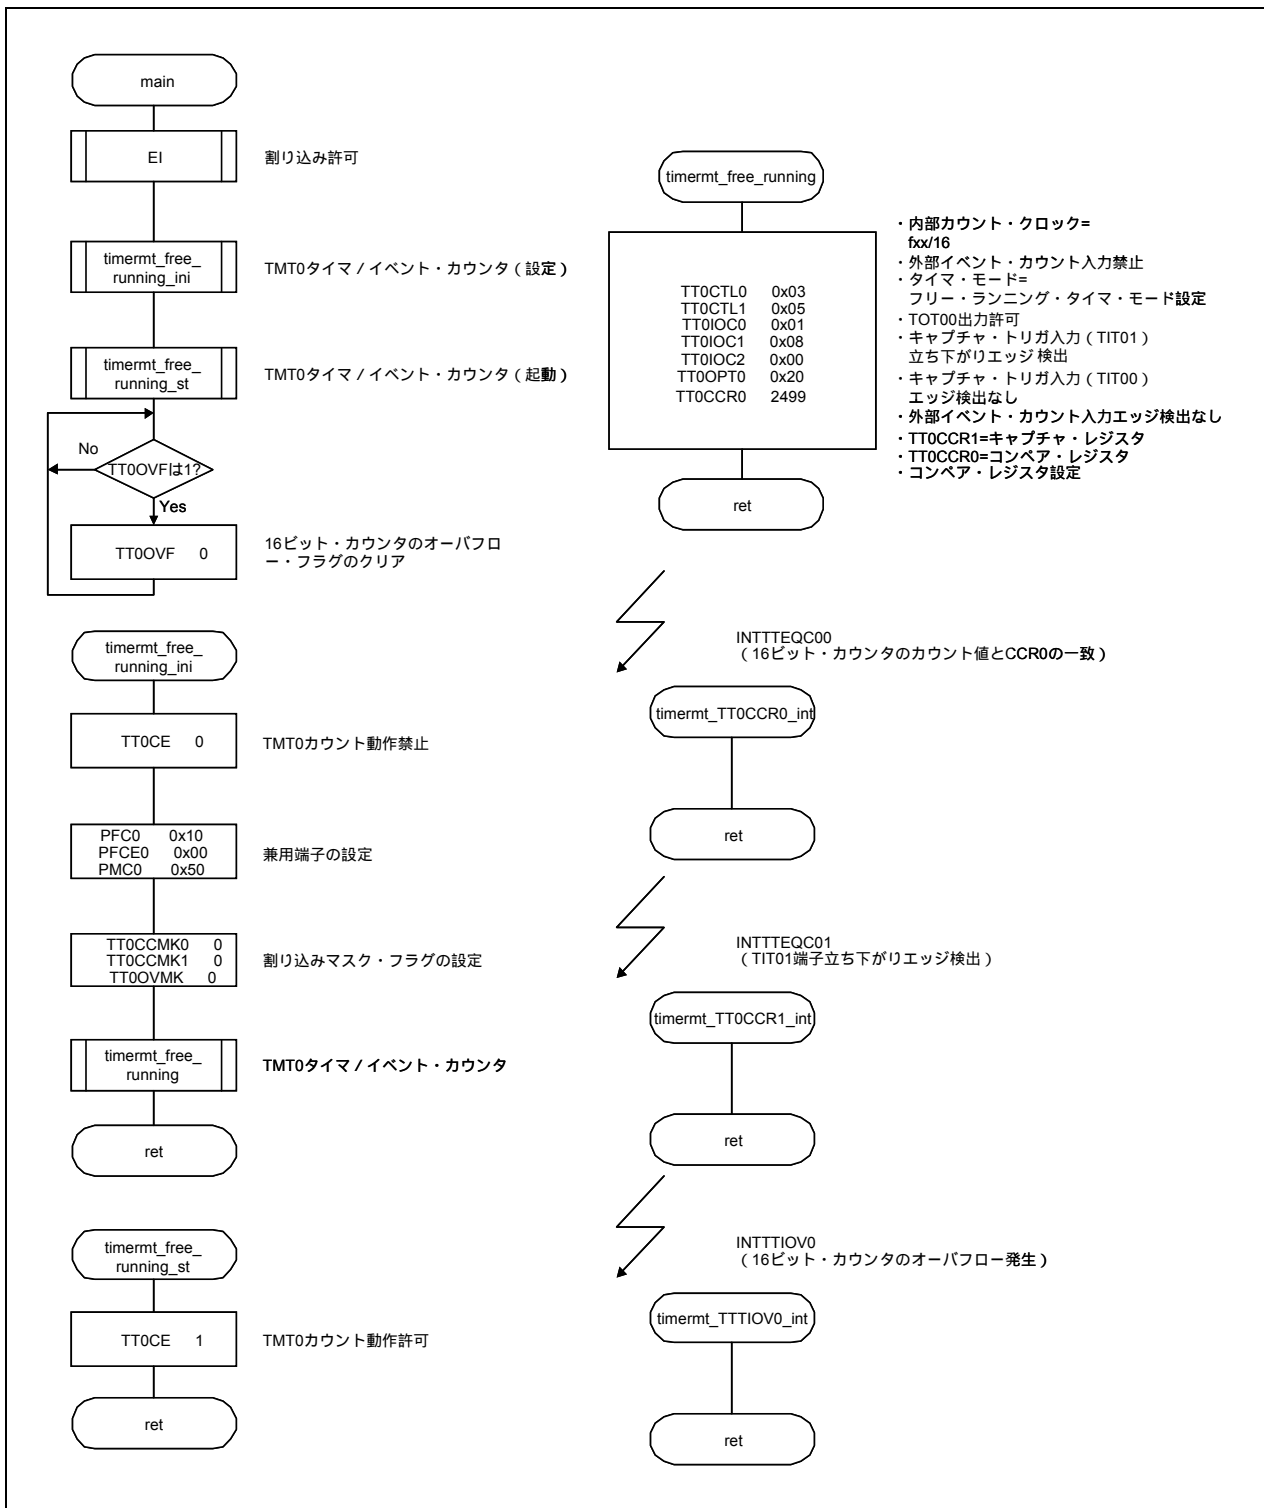 main
EI
割り込み許可
timermt_free_
running_ini
TMT0タイマ / イベント・カウンタ ( 設定 )
timermt_free_
running_st
TMT0タイマ / イベント・カウンタ ( 起動 )
No
TT0OVFは1?
Yes
TT0OVF 0
16ビット・カウンタのオーバフロ
ー・フラグのクリア
timermt_free_
running_ini
TT0CE 0
TMT0カウント動作禁止
PFC0 0x10
PFCE0 0x00
PMC0 0x50
兼用端子の設定
TT0CCMK0 0
TT0CCMK1 0
TT0OVMK 0
割り込みマスク・フラグの設定
timermt_free_
running
TMT0タイマ / イベント・カウンタ
ret
timermt_free_
running_st
TT0CE 1
TMT0カウント動作許可
ret
timermt_free_running
TT0CTL0 0x03
TT0CTL1 0x05
TT0IOC0 0x01
TT0IOC1 0x08
TT0IOC2 0x00
TT0OPT0 0x20
TT0CCR0 2499
・内部カウント・クロック=
fxx/16
・外部イベント・カウント入力禁止
・タイマ・モード=
フリー・ランニング・タイマ・モード設定
・TOT00出力許可
・キャプチャ・トリガ入力 ( TIT01 )
立ち下がりエッジ 検出
・キャプチャ・トリガ入力 ( TIT00 )
エッジ検出なし
・外部イベント・カウント入力エッジ検出なし
・TT0CCR1=キャプチャ・レジスタ
・TT0CCR0=コンペア・レジスタ
・コンペア・レジスタ設定
ret
INTTTEQC00
( 16ビット・カウンタのカウント値とCCR0の一致 )
timermt_TT0CCR0_int
ret
INTTTEQC01
( TIT01端子立ち下がりエッジ検出 )
timermt_TT0CCR1_int
ret
INTTTIOV0
( 16ビット・カウンタのオーバフロー発生 )
timermt_TTTIOV0_int
ret